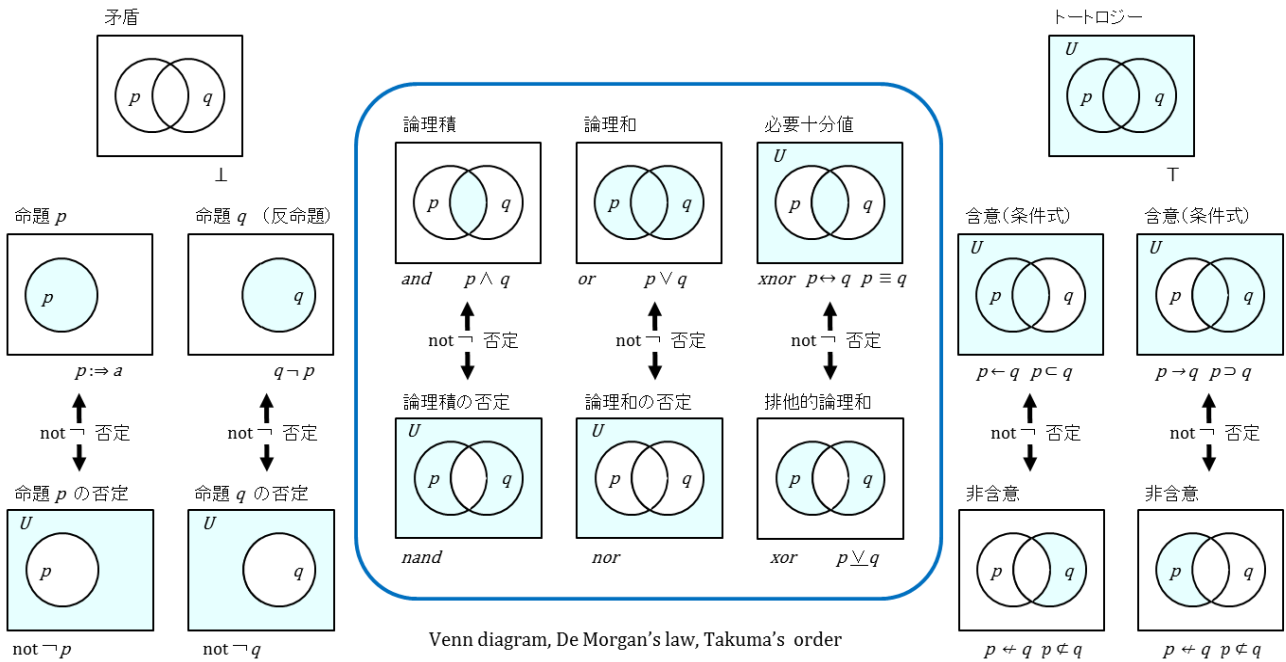 矛盾
p q
⊥
トートロジー
U
p q
⊤
命題 p
p
p :⇒ a
not ¬ 否定
命題 p の否定
U
p
not ¬ p
命題 q (反命題)
q
q ¬ p
not ¬ 否定
命題 q の否定
U
q
not ¬ q
論理積
p q
and p ∧ q
not ¬ 否定
論理積の否定
U
p q
nand
論理和
p q
or p ∨ q
not ¬ 否定
論理和の否定
U
p q
nor
必要十分値
U
p q
xnor p ↔ q p ≡ q
not ¬ 否定
排他的論理和
p q
xor p ⊻ q
含意(条件式)
U
p q
p ← q p ⊂ q
not ¬ 否定
非含意
p q
p ↚ q p ⊄ q
含意(条件式)
U
p q
p → q p ⊃ q
not ¬ 否定
非含意
p q
p ↚ q p ⊄ q
Venn diagram, De Morgan's law, Takuma's order